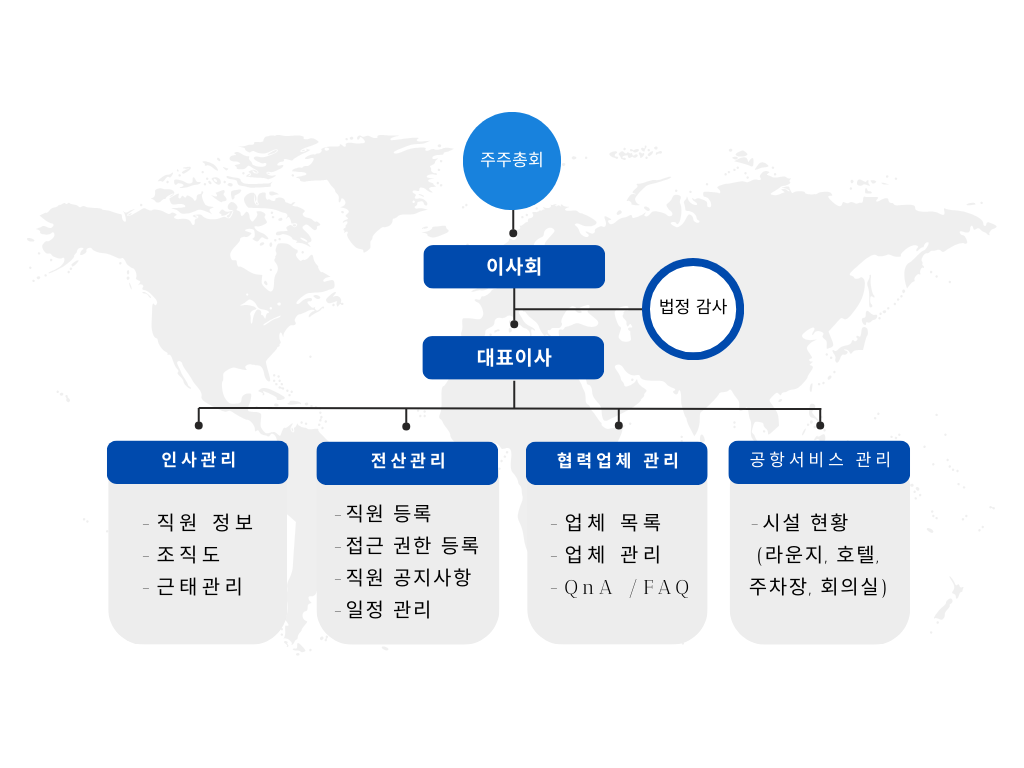 주주총회
이사회
법정 감사
대표이사
인사관리
- 직원 정보
- 조직도
- 근태관리
전산관리
- 직원 등록
- 접근 권한 등록
- 직원 공지사항
- 일정 관리
협력업체 관리
- 업체 목록
- 업체 관리
- QnA /FAQ
공항서비스 관리
- 시설 현황
(라운지, 호텔,
주차장, 회의실)